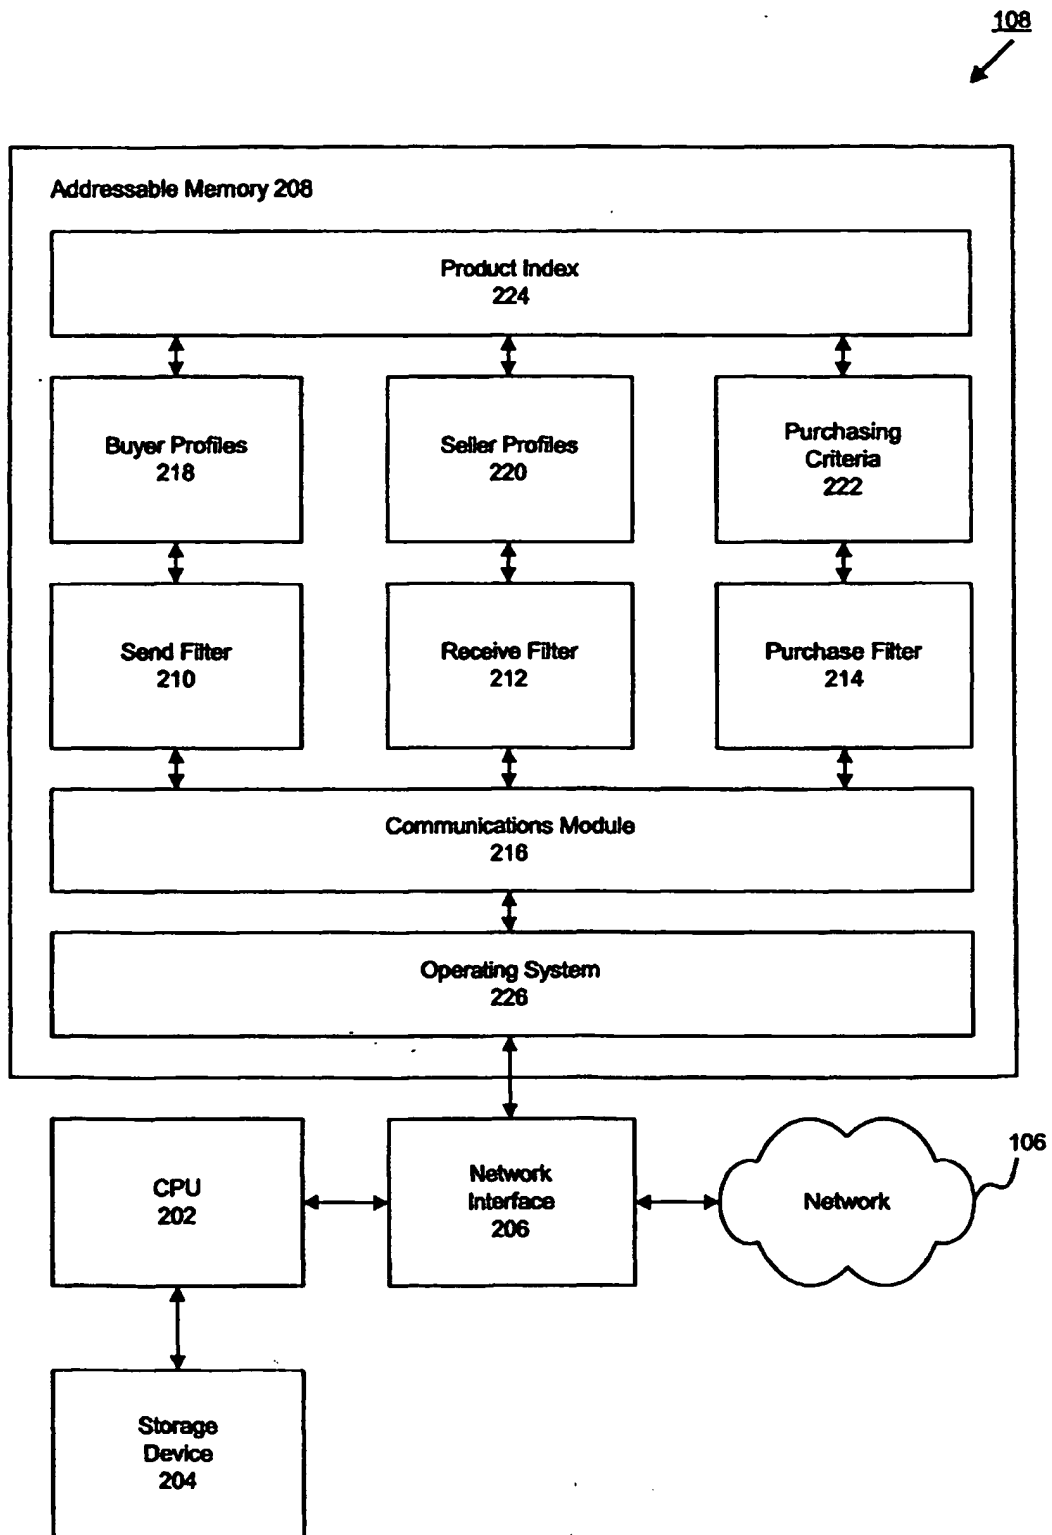 108
Addressable Memory 208
Product Index
224
Buyer Profiles
218
Seller Profiles
220
Purchasing
Criteria
222
Send Filter
210
Receive Filter
212
Purchase Filter
214
Communications Module
216
Operating System
226
CPU
202
Network
Interface
206
Network
106
Storage
Device
204